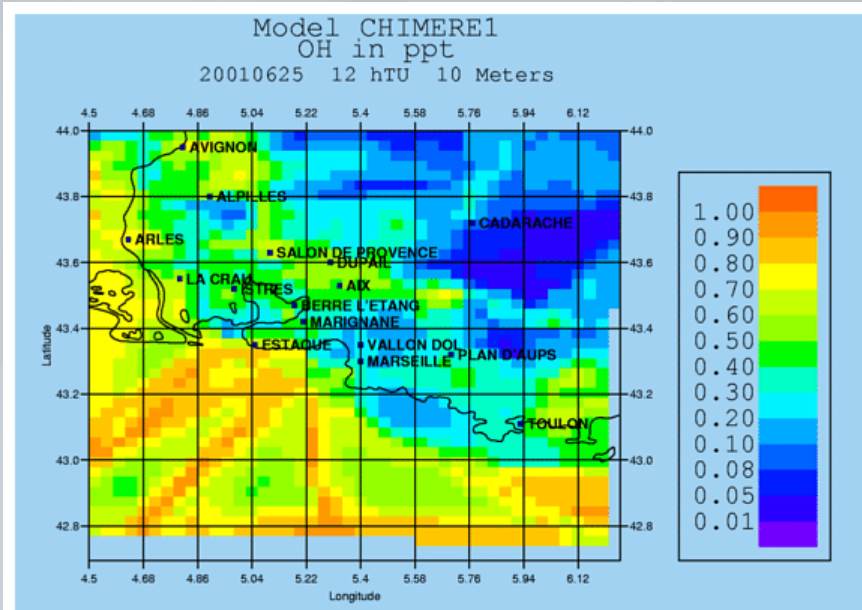 Model CHIMERE1
OH in ppt
20010625 12 hTU 10 Meters
4.5 4.68 4.86 5.04 5.22 5.4 5.58 5.76 5.94 6.12
44.0 44.0
AVIGNON
43.8 ALPILLES 43.8
CADARACHE
ARLES
SALON DE PROVENCE
43.6 DUPAIL 43.6
LA CRAU
ISTRES AIX
BERRE L'ETANG
43.4 MARIGNANE 43.4
ESTAQUE VALLON DOL
MARSEILLE PLAN D'AUPS
43.2 43.2
TOULON
43.0 43.0
42.8 42.8
4.5 4.68 4.86 5.04 5.22 5.4 5.58 5.76 5.94 6.12
Latitude
Longitude
1.00
0.90
0.80
0.70
0.60
0.50
0.40
0.30
0.20
0.10
0.08
0.05
0.01